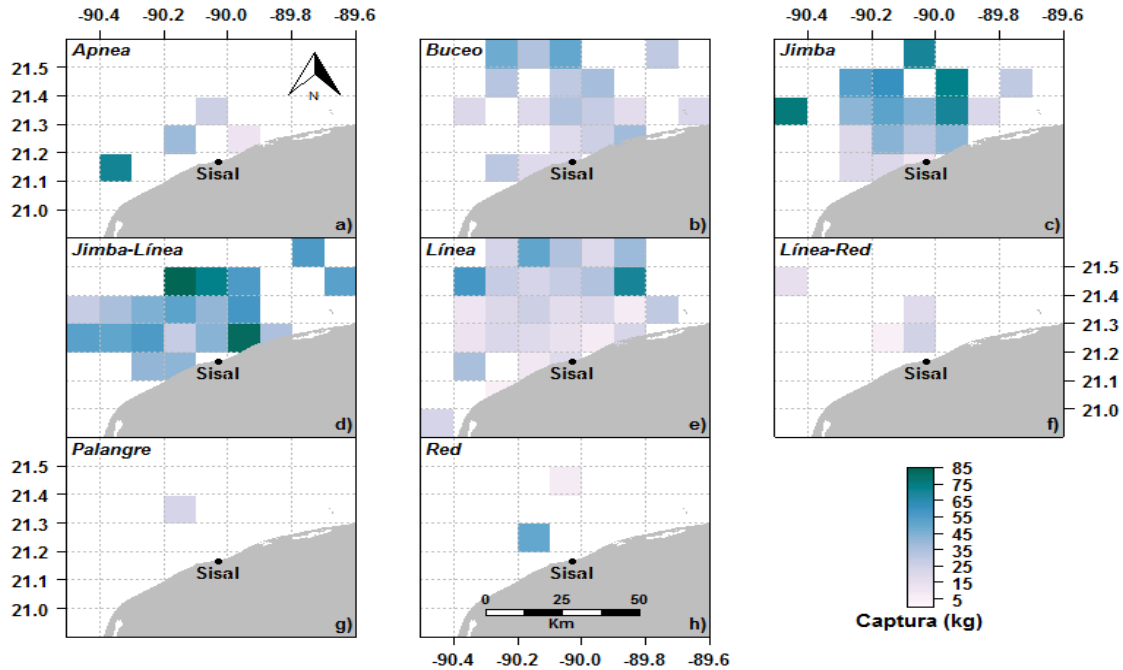 -90.4 -90.2 -90.0 -89.8 -89.6
-90.4 -90.2 -90.0 -89.8 -89.6
Apnea
N
Sisal
a)
Buceo
Sisal
b)
Jimba
Sisal
c)
21.5
21.4
21.3
21.2
21.1
21.0
Jimba-Línea
Sisal
d)
Línea
Sisal
e)
Línea-Red
Sisal
f)
21.5
21.4
21.3
21.2
21.1
21.0
Palangre
Sisal
g)
21.5
21.4
21.3
21.2
21.1
21.0
Red
Sisal
0 25 50
Km
h)
-90.4 -90.2 -90.0 -89.8 -89.6
85
75
65
55
45
35
25
15
5
Captura (kg)